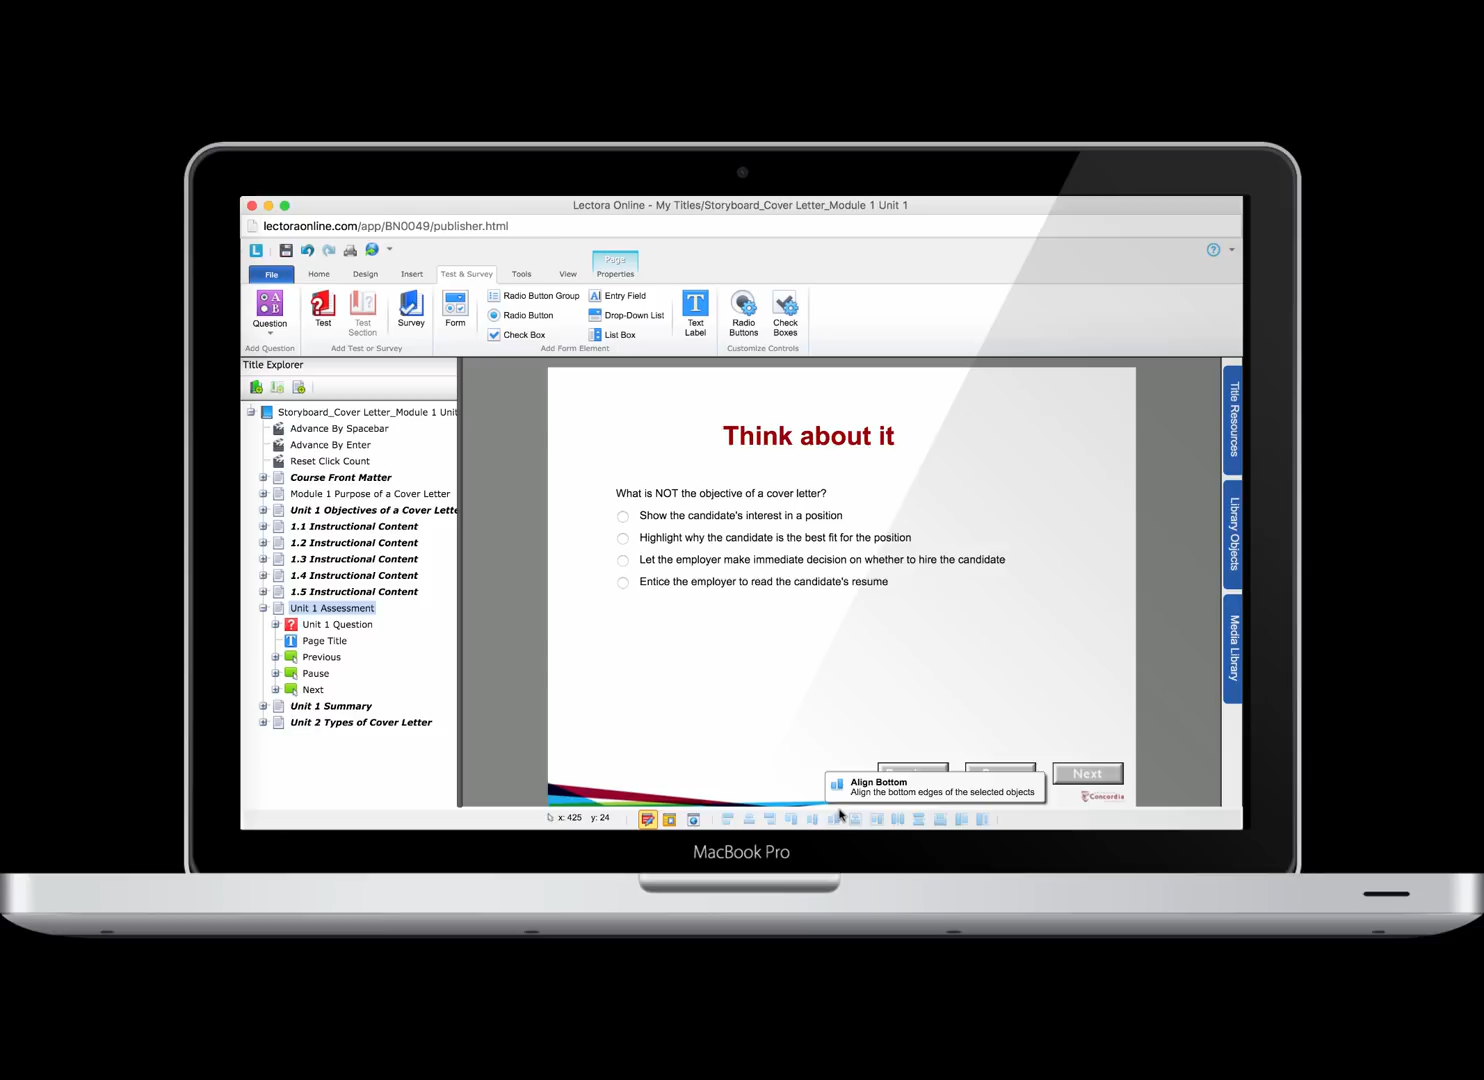 Lectora Online - My Titles/Storyboard_Cover Letter_Module 1 Unit 1
lectoraonline.com/app/BN0049/publisher.html
File
Home
Design
Insert
Test & Survey
Tools
View
Page
Properties
Question
Test
Test Section
Survey
Form
Radio Button Group
Radio Button
Check Box
Entry Field
Drop-Down List
List Box
Text Label
Radio Buttons
Check Boxes
Add Question
Add Test or Survey
Add Form Element
Customize Controls
Title Explorer
Storyboard_Cover Letter_Module 1 Unit
Advance By Spacebar
Advance By Enter
Reset Click Count
Course Front Matter
Module 1 Purpose of a Cover Letter
Unit 1 Objectives of a Cover Lette
1.1 Instructional Content
1.2 Instructional Content
1.3 Instructional Content
1.4 Instructional Content
1.5 Instructional Content
Unit 1 Assessment
Unit 1 Question
Page Title
Previous
Pause
Next
Unit 1 Summary
Unit 2 Types of Cover Letter
Think about it
What is NOT the objective of a cover letter?
Show the candidate's interest in a position
Highlight why the candidate is the best fit for the position
Let the employer make immediate decision on whether to hire the candidate
Entice the employer to read the candidate's resume
Next
Align Bottom
Align the bottom edges of the selected objects
Concordia
Title Resources
Library Objects
Media Library
x: 425 y: 24
MacBook Pro